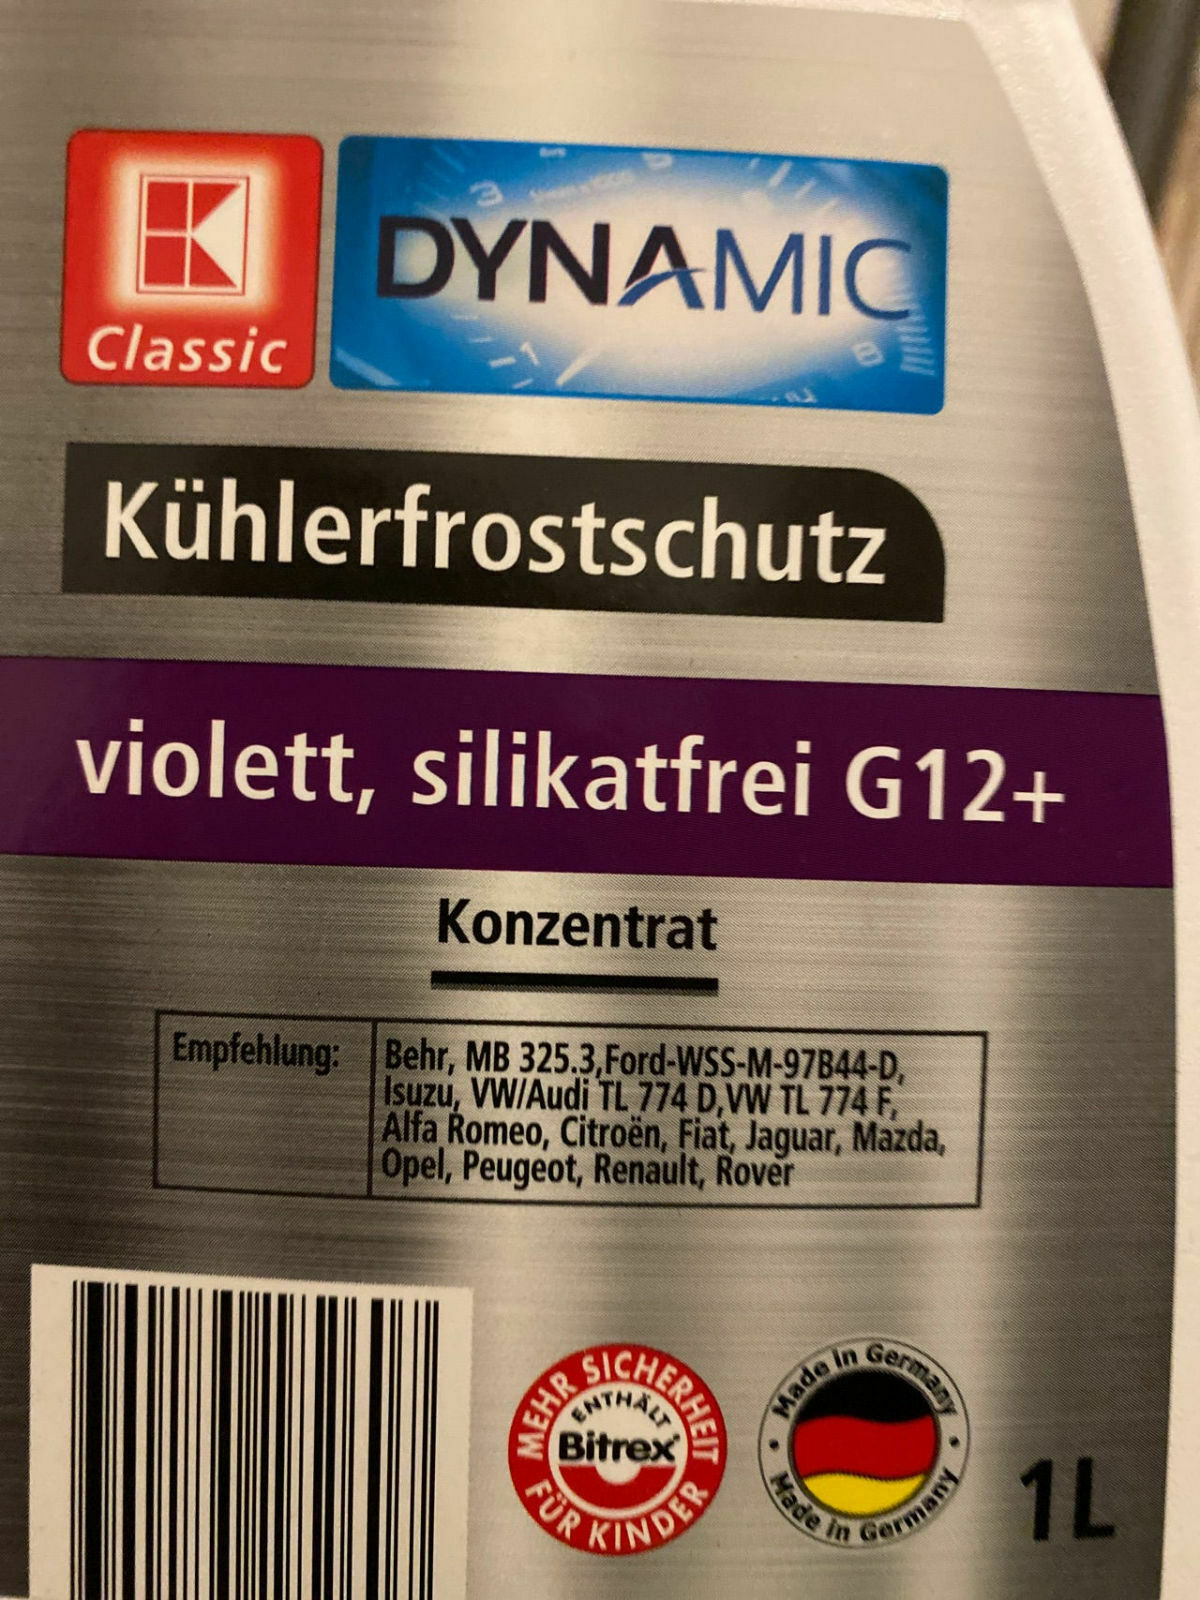 K
Classic
DYNAMIC
Kühlerfrostschutz
violett, silikatfrei G12+
Konzentrat
Empfehlung:
Behr, MB 325.3,Ford-WSS-M-97B44-D,
Isuzu, VW/Audi TL 774 D,VW TL 774 F,
Alfa Romeo, Citroën, Fiat, Jaguar, Mazda,
Opel, Peugeot, Renault, Rover
MEHR SICHERHEIT
FÜR KINDER
ENTHÄLT
Bitrex
Made in Germany
Made in Germany
1L